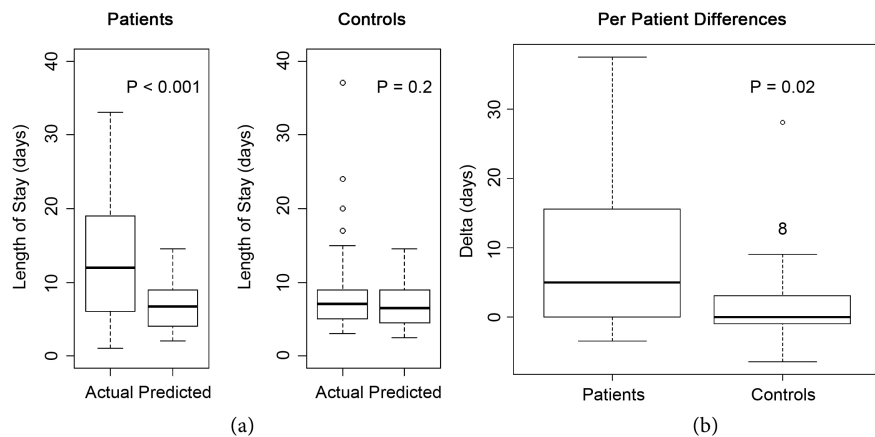 Patients
Controls
Per Patient Differences
Length of Stay (days)
0
10
20
30
40
P < 0.001
Actual Predicted
Length of Stay (days)
0
10
20
30
40
P = 0.2
Actual Predicted
(a)
Delta (days)
0
10
20
30
P = 0.02
Patients
Controls
(b)